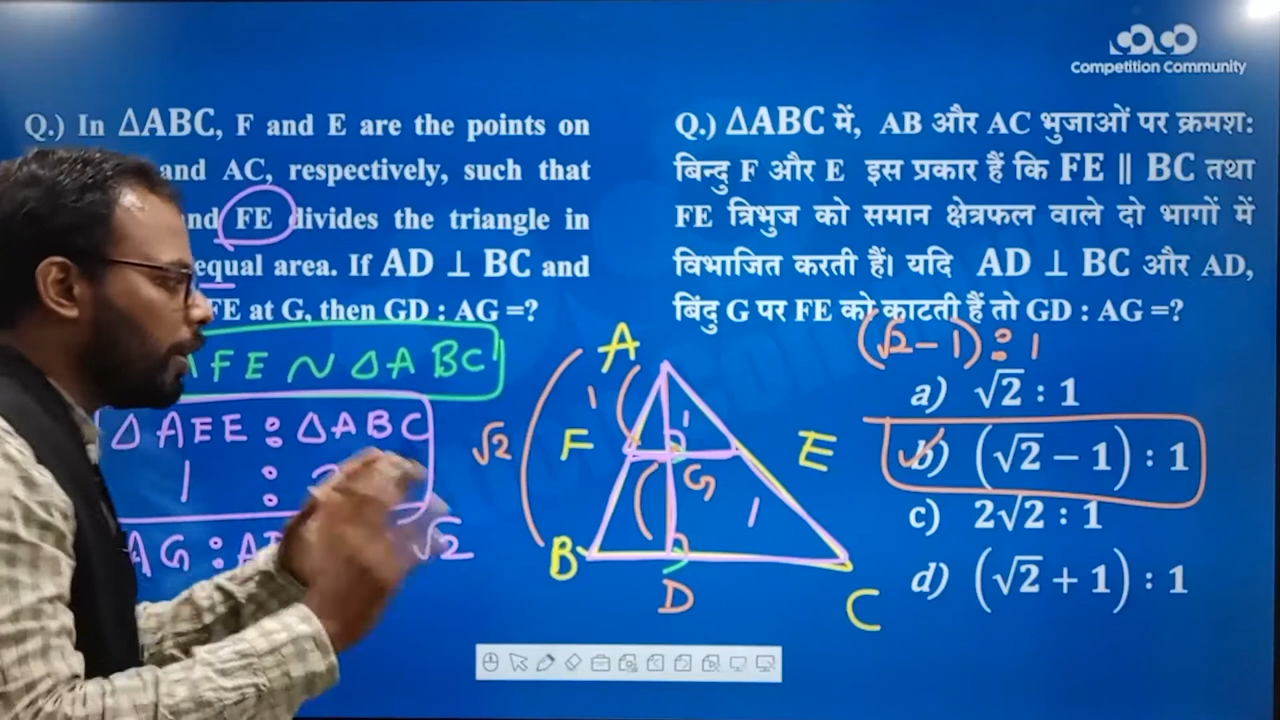 Competition Community
Q.) In ΔABC, F and E are the points on
and AC, respectively, such that
and FE divides the triangle in
equal area. If AD ⊥ BC and
FE at G, then GD : AG =?
Q.) ΔABC में, AB और AC भुजाओं पर क्रमश:
बिन्दु F और E इस प्रकार हैं कि FE ∥ BC तथा
FE त्रिभुज को समान क्षेत्रफल वाले दो भागों में
विभाजित करती हैं। यदि AD ⊥ BC और AD,
बिंदु G पर FE को काटती हैं तो GD : AG =?
AFE ~ ΔABC
ΔAFE : ΔABC
1 :
AG :
√2
A
1
1
√2
F
E
G
1
B
D
C
(√2 - 1) : 1
a) √2 : 1
b) (√2 − 1) : 1
c) 2√2 : 1
d) (√2 + 1) : 1